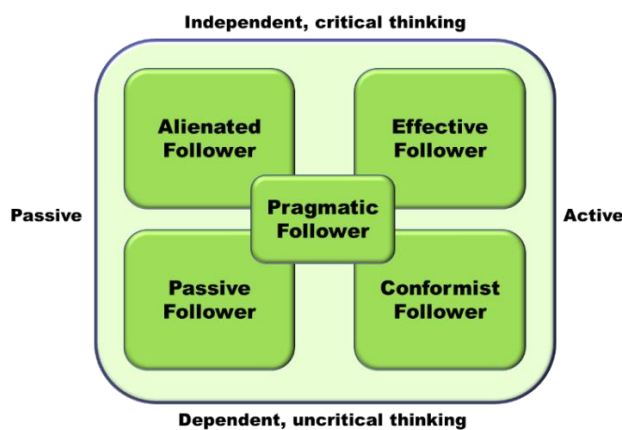 Independent, critical thinking
Alienated
Follower
Effective
Follower
Passive
Pragmatic
Follower
Active
Passive
Follower
Conformist
Follower
Dependent, uncritical thinking